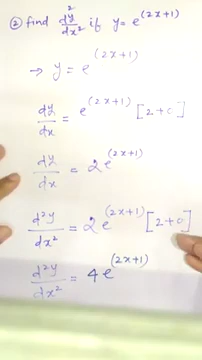 ② find d²y/dx² if y = e^(2x+1)
→ y = e^(2x+1)
dy/dx = e^(2x+1) [2+0]
dy/dx = 2e^(2x+1)
d²y/dx² = 2e^(2x+1) [2+0]
d²y/dx² = 4e^(2x+1)